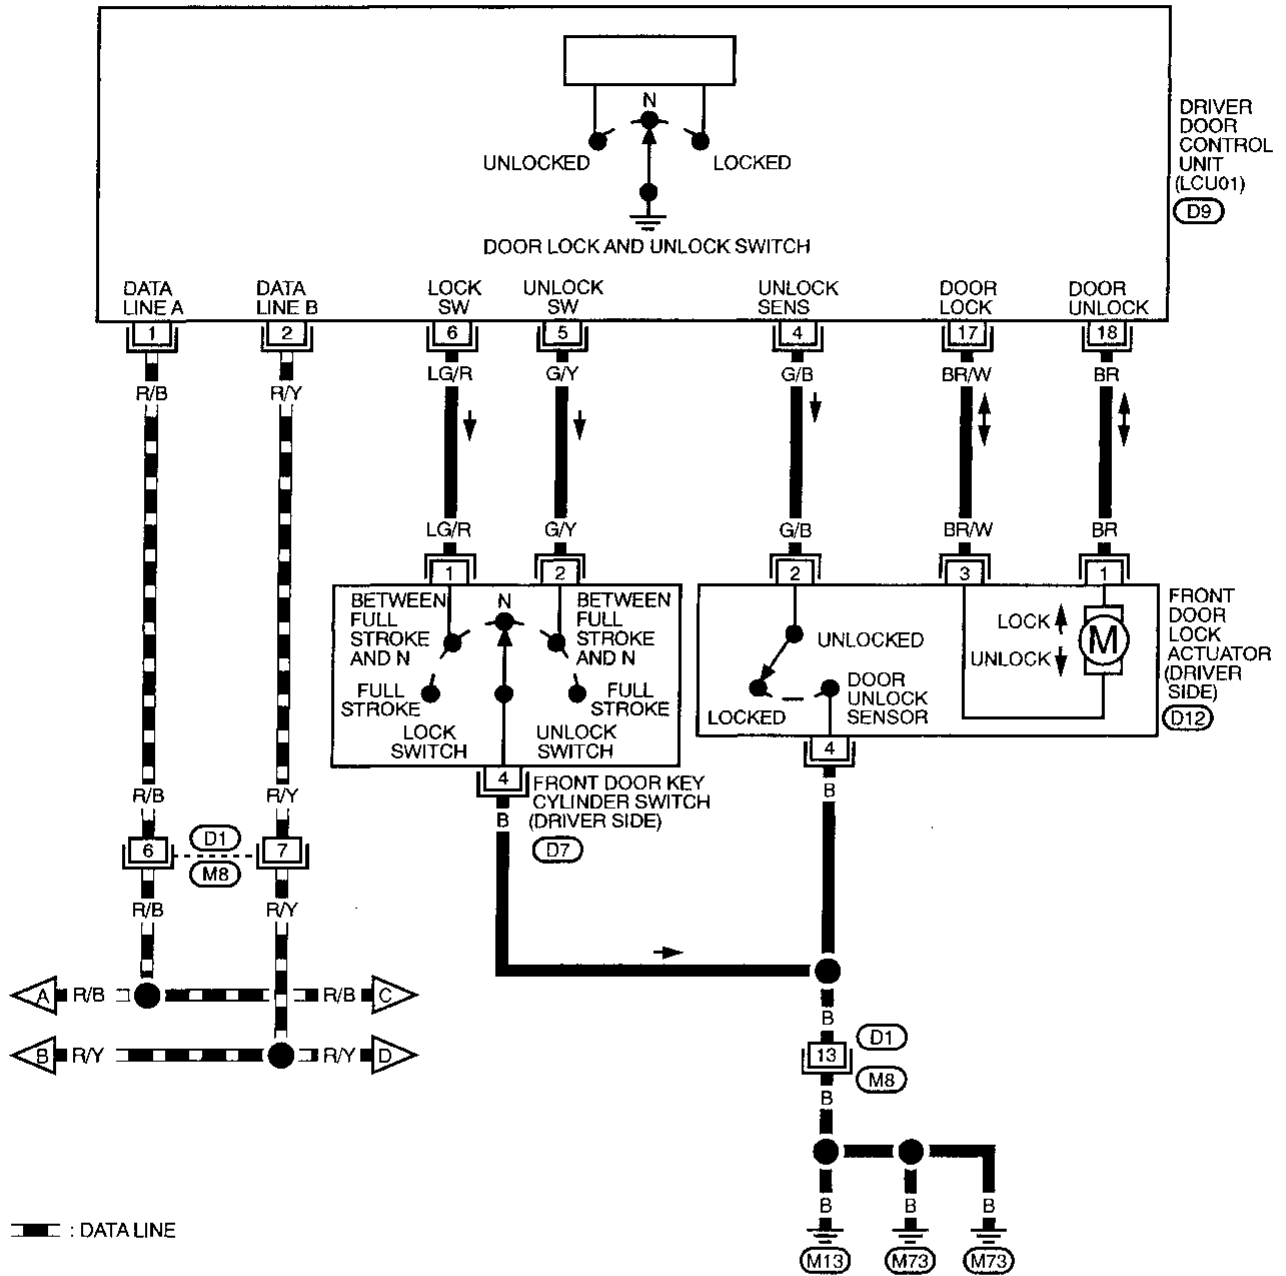 N
UNLOCKED
LOCKED
DOOR LOCK AND UNLOCK SWITCH
DRIVER
DOOR
CONTROL
UNIT
(LCU01)
D9
DATA
LINE A
DATA
LINE B
LOCK
SW
UNLOCK
SW
UNLOCK
SENS
DOOR
LOCK
DOOR
UNLOCK
1 2 6 5 4 17 18
R/B R/Y LG/R G/Y G/B BR/W BR
LG/R G/Y G/B BR/W BR
1 2 2 3 1
BETWEEN
FULL
STROKE
AND N
N
BETWEEN
FULL
STROKE
AND N
FULL
STROKE
FULL
STROKE
LOCK
SWITCH
UNLOCK
SWITCH
4
FRONT DOOR KEY
CYLINDER SWITCH
(DRIVER SIDE)
D7
B
UNLOCKED
LOCKED
DOOR
UNLOCK
SENSOR
LOCK
UNLOCK
M
4
B
FRONT
DOOR
LOCK
ACTUATOR
(DRIVER
SIDE)
D12
R/B R/Y
6 D1 7
M8
R/B R/Y
A R/B R/B C
B R/Y R/Y D
B
13 D1
M8
B
B B B
M13 M73 M73
: DATA LINE